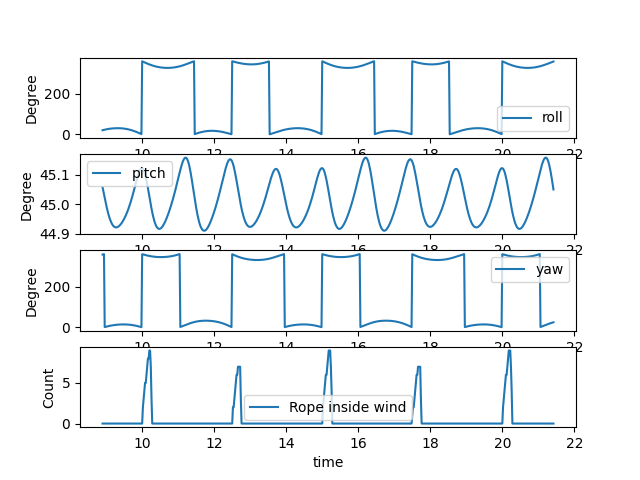 Degree
200
0
roll
10 12 14 16 18 20 22
Degree
45.1
45.0
44.9
pitch
10 12 14 16 18 20 22
Degree
200
0
yaw
10 12 14 16 18 20 22
Count
5
0
Rope inside wind
10 12 14 16 18 20 22
time